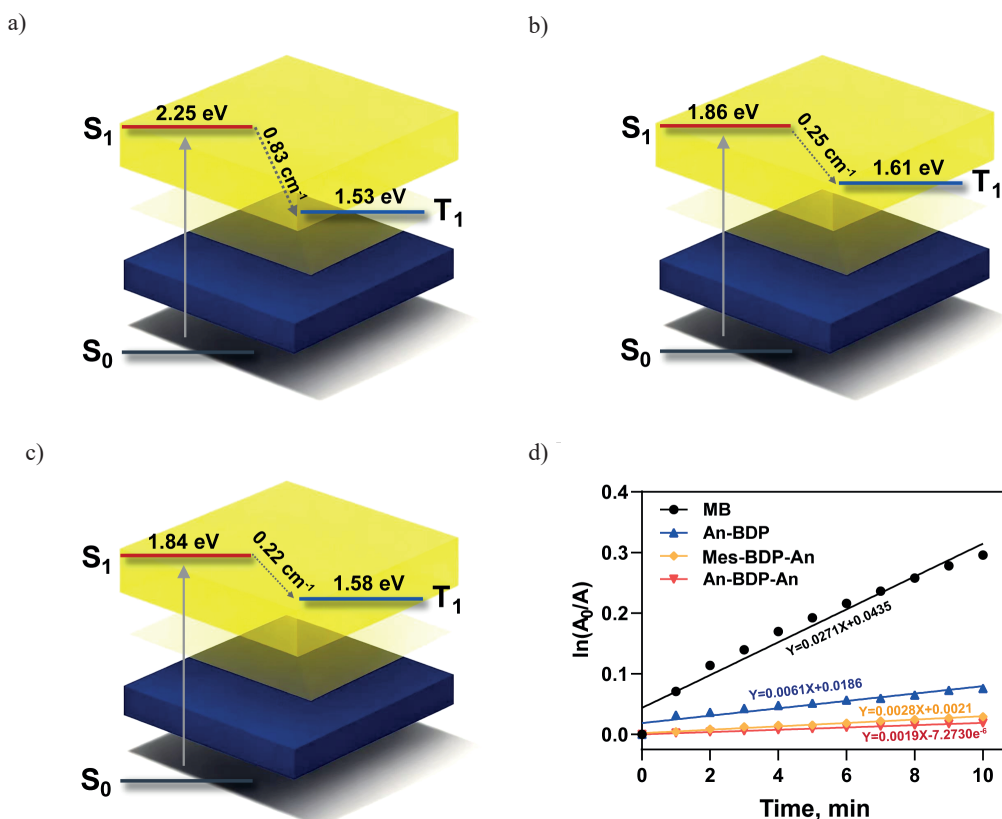 a)
2.25 eV
S₁
0.83 cm⁻¹
1.53 eV
T₁
S₀
b)
1.86 eV
S₁
0.25 cm⁻¹
1.61 eV
T₁
S₀
c)
1.84 eV
S₁
0.22 cm⁻¹
1.58 eV
T₁
S₀
d)
0.4
0.3
0.2
0.1
0.0
ln(A₀/A)
MB
An-BDP
Mes-BDP-An
An-BDP-An
Y=0.0271X+0.0435
Y=0.0061X+0.0186
Y=0.0028X+0.0021
Y=0.0019X-7.2730e⁻⁶
0 2 4 6 8 10
Time, min